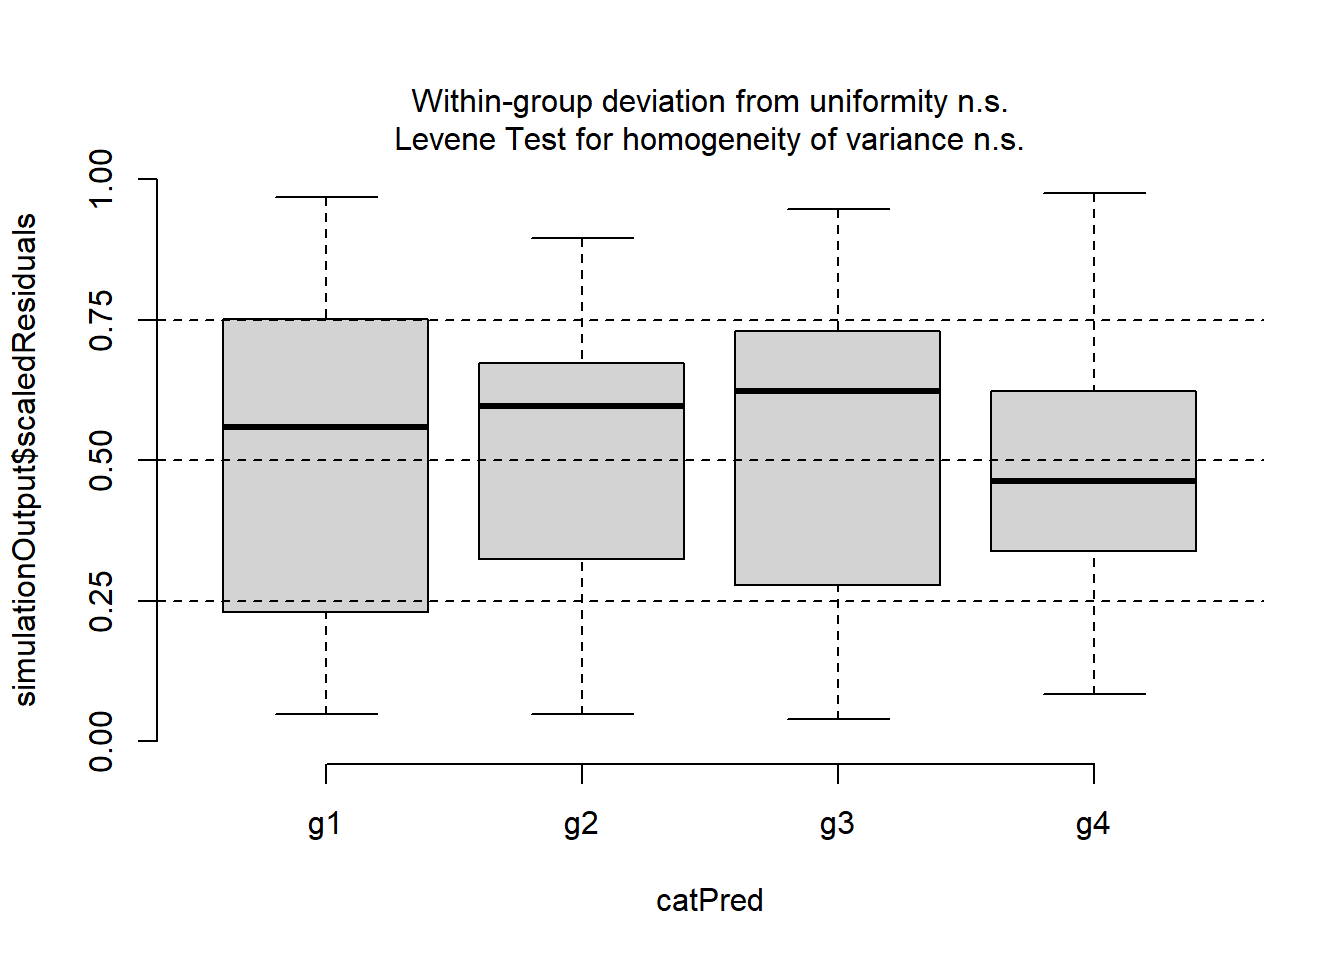 Within-group deviation from uniformity n.s.
Levene Test for homogeneity of variance n.s.
simulationOutput$scaledResiduals
1.00
0.75
0.50
0.25
0.00
g1 g2 g3 g4
catPred